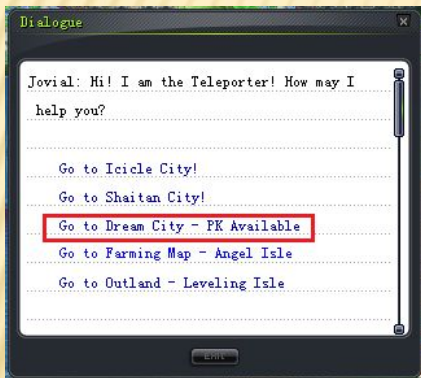 Dialogue
Jovial: Hi! I am the Teleporter! How may I
help you?
Go to Icicle City!
Go to Shaitan City!
Go to Dream City - PK Available
Go to Farming Map - Angel Isle
Go to Outland - Leveling Isle
Exit